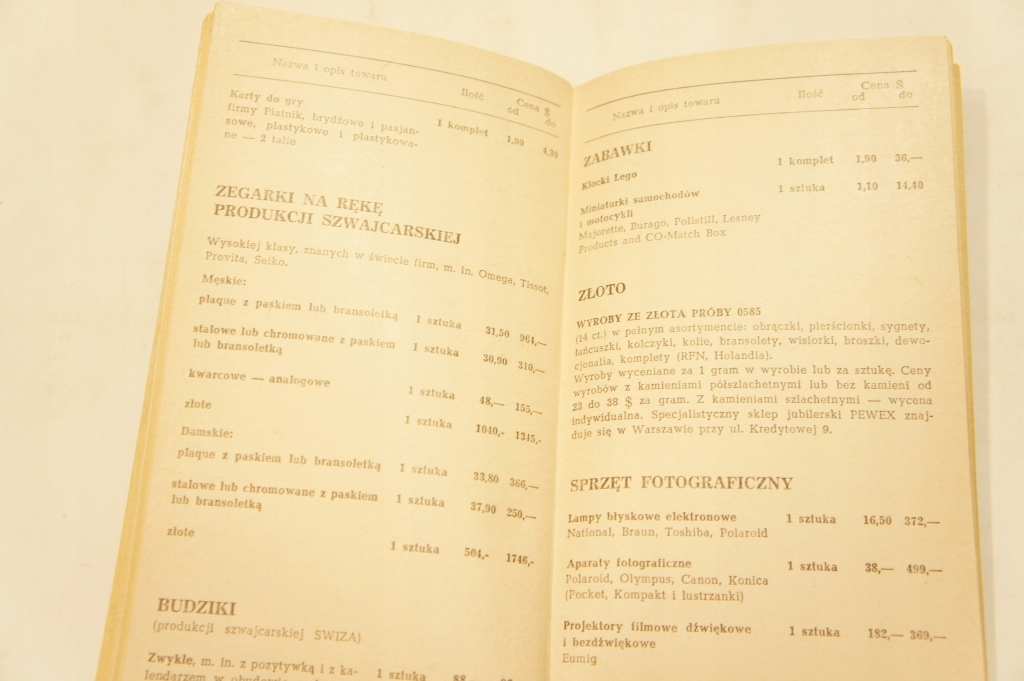 Nazwa i opis towaru Ilość Cena $
od do
Karty do gry
firmy Piatnik, brydżowe i pasjan-
sowe, plastykowe i plastykowa-
ne — 2 talie 1 komplet 1,90 4,30
ZEGARKI NA RĘKĘ
PRODUKCJI SZWAJCARSKIEJ
Wysokiej klasy, znanych w świecie firm, m. in. Omega, Tissot,
Provita, Seiko.
Męskie:
plaque z paskiem lub bransoletką 1 sztuka 31,50 964,—
stalowe lub chromowane z paskiem
lub bransoletką 1 sztuka 30,90 310,—
kwarcowe — analogowe 1 sztuka 48,— 155,—
złote 1 sztuka 1040,- 1345,-
Damskie:
plaque z paskiem lub bransoletką 1 sztuka 33,80 366,—
stalowe lub chromowane z paskiem
lub bransoletką 1 sztuka 37,90 250,—
złote 1 sztuka 504,- 1746,-
BUDZIKI
(produkcji szwajcarskiej SWIZA)
Zwykłe, m. in. z pozytywką i z ka-
lendarzem w 1 sztuka 88
Nazwa i opis towaru Ilość Cena $
od do
ZABAWKI
Klocki Lego 1 komplet 1,90 36,—
Miniaturki samochodów
i motocykli 1 sztuka 1,10 14,40
Majorette, Burago, Polistill, Lesney
Products and CO-Match Box
ZŁOTO
WYROBY ZE ZŁOTA PRÓBY 0585
(14 ct.) w pełnym asortymencie: obrączki, pierścionki, sygnety,
łańcuszki, kolczyki, kolie, bransolety, wisiorki, broszki, dewo-
cjonalia, komplety (RFN, Holandia).
Wyroby wyceniane za 1 gram w wyrobie lub za sztukę. Ceny
wyrobów z kamieniami półszlachetnymi lub bez kamieni od
23 do 38 $ za gram. Z kamieniami szlachetnymi — wycena
indywidualna. Specjalistyczny sklep jubilerski PEWEX znaj-
duje się w Warszawie przy ul. Kredytowej 9.
SPRZĘT FOTOGRAFICZNY
Lampy błyskowe elektronowe 1 sztuka 16,50 372,—
National, Braun, Toshiba, Polaroid
Aparaty fotograficzne 1 sztuka 38,— 499,—
Polaroid, Olympus, Canon, Konica
(Pocket, Kompakt i lustrzanki)
Projektory filmowe dźwiękowe
i bezdźwiękowe 1 sztuka 182,— 369,—
Eumig